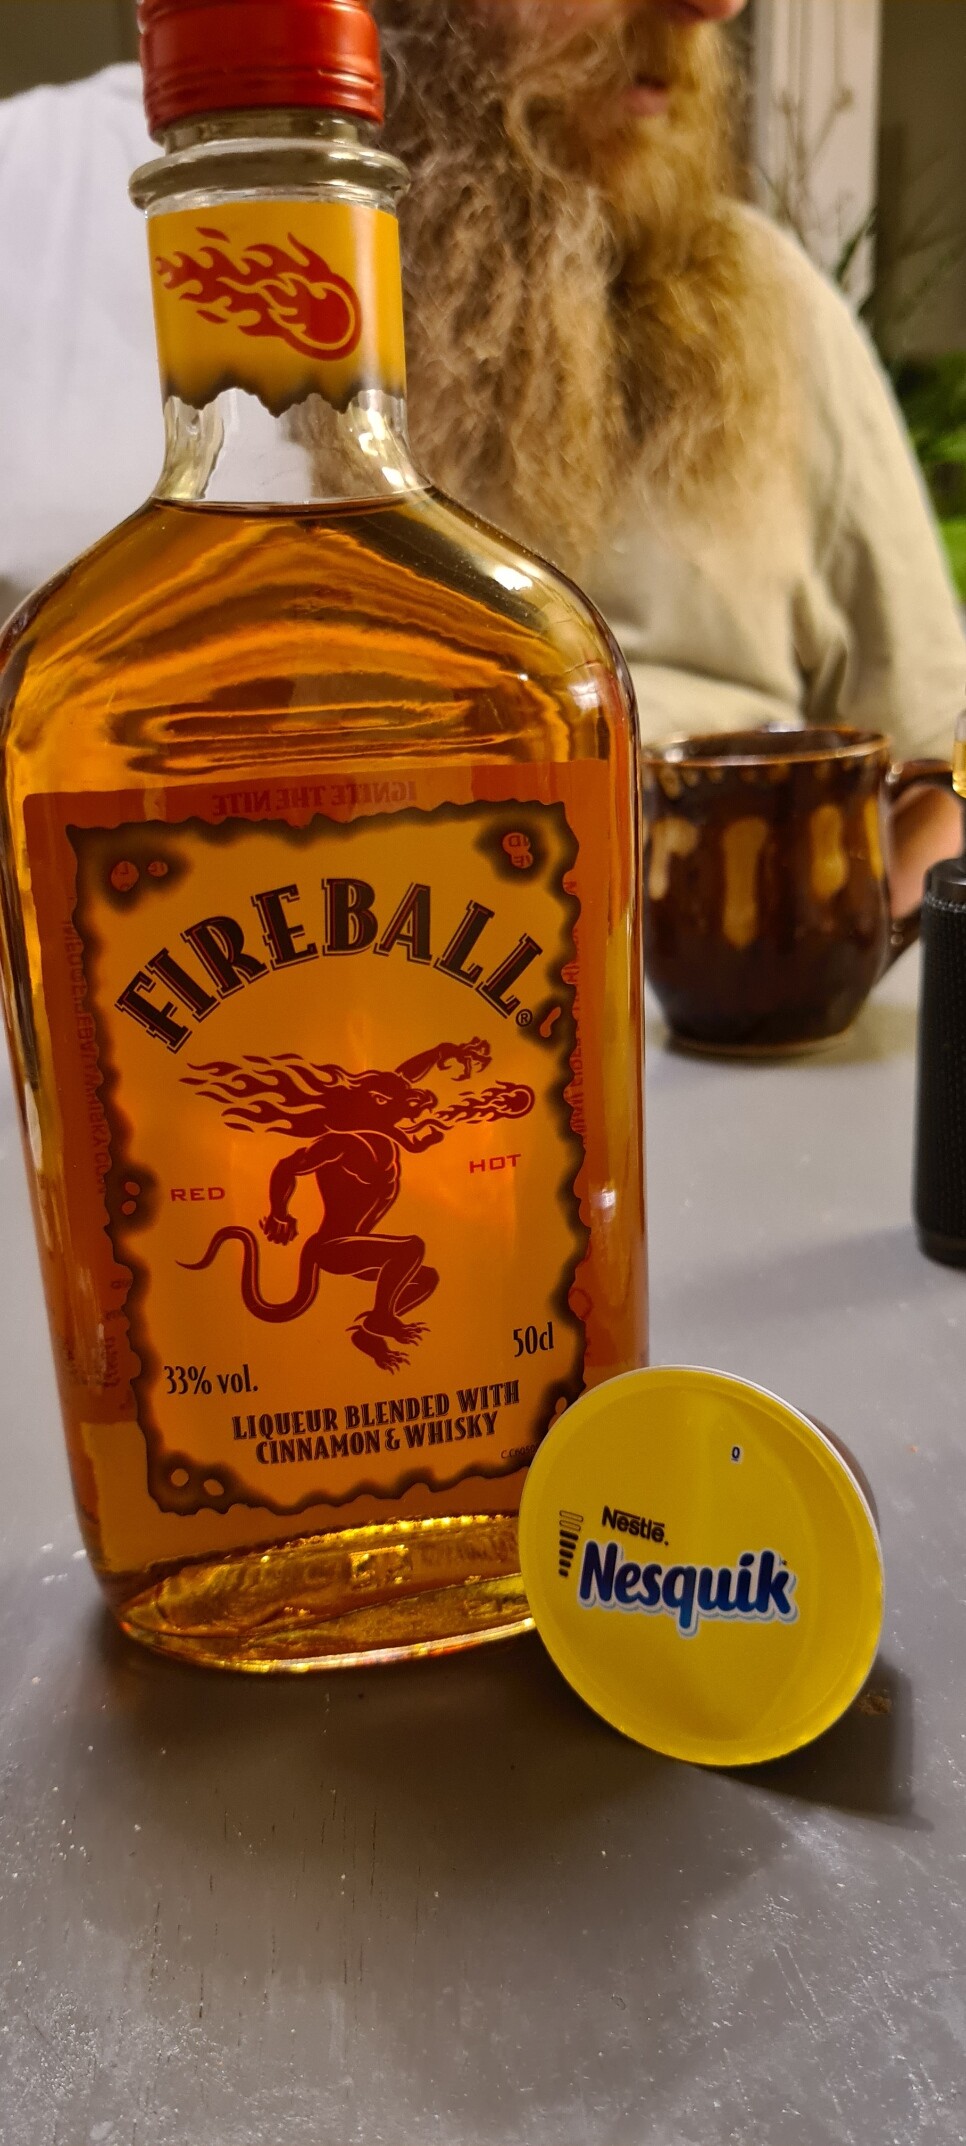 IGNITE THE NITE
FIREBALL®
RED HOT
33% vol. 50cl
LIQUEUR BLENDED WITH
CINNAMON & WHISKY
Nestlé.
Nesquik